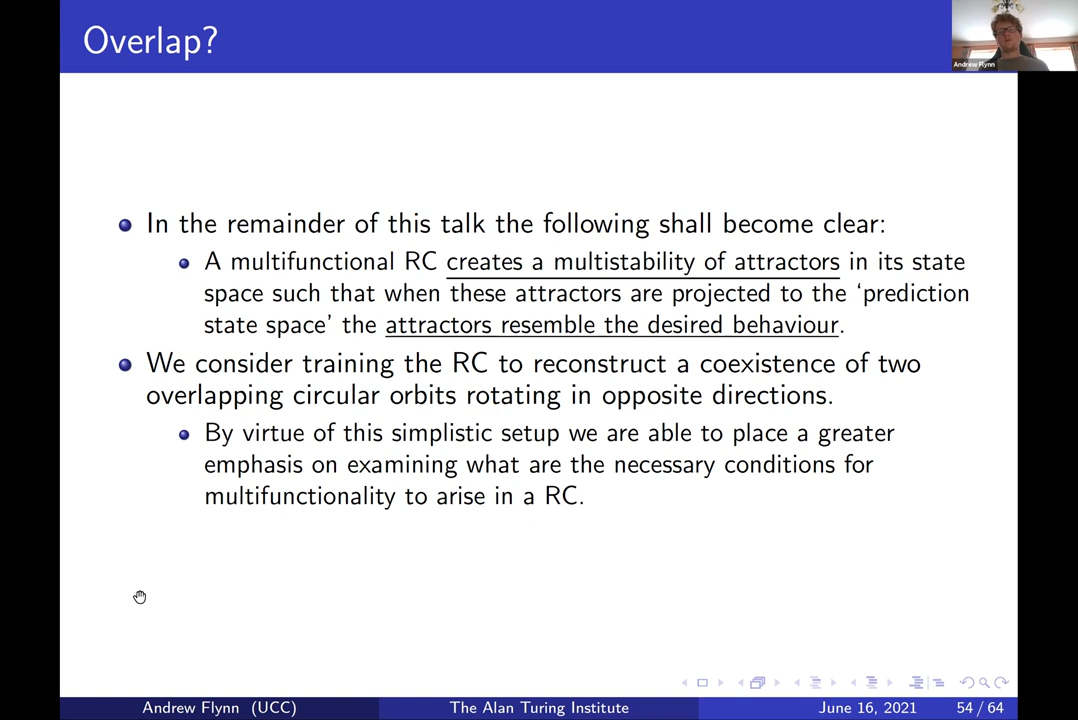 Overlap?
Andrew Flynn
In the remainder of this talk the following shall become clear:
A multifunctional RC creates a multistability of attractors in its state
space such that when these attractors are projected to the ‘prediction
state space’ the attractors resemble the desired behaviour.
We consider training the RC to reconstruct a coexistence of two
overlapping circular orbits rotating in opposite directions.
By virtue of this simplistic setup we are able to place a greater
emphasis on examining what are the necessary conditions for
multifunctionality to arise in a RC.
Andrew Flynn (UCC) The Alan Turing Institute June 16, 2021 54 / 64